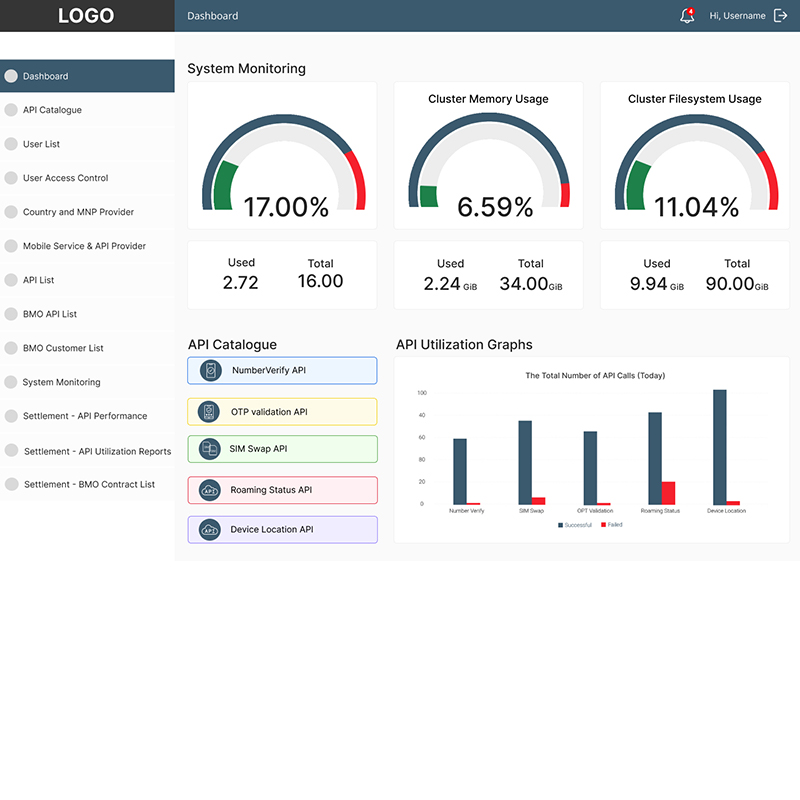 LOGO
Dashboard
4
Hi, Username
Dashboard
API Catalogue
User List
User Access Control
Country and MNP Provider
Mobile Service & API Provider
API List
BMO API List
BMO Customer List
System Monitoring
Settlement - API Performance
Settlement - API Utilization Reports
Settlement - BMO Contract List
System Monitoring
17.00%
Cluster Memory Usage
6.59%
Cluster Filesystem Usage
11.04%
Used Total
2.72 16.00
Used Total
2.24 GiB 34.00GiB
Used Total
9.94 GiB 90.00GiB
API Catalogue
NumberVerify API
OTP validation API
SIM Swap API
API Roaming Status API
API Device Location API
API Utilization Graphs
The Total Number of API Calls (Today)
100
40
60
80
20
0
Number Verify SIM Swap OPT Validation Roaming Status Device Location
Successful Failed